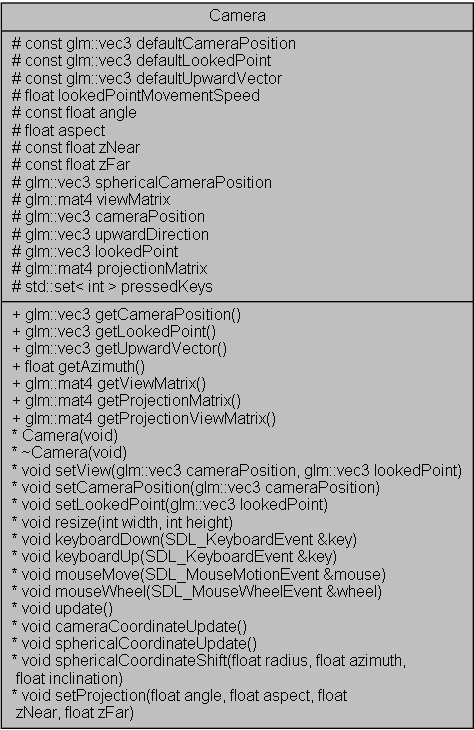 Camera
# const glm::vec3 defaultCameraPosition
# const glm::vec3 defaultLookedPoint
# const glm::vec3 defaultUpwardVector
# float lookedPointMovementSpeed
# const float angle
# float aspect
# const float zNear
# const float zFar
# glm::vec3 sphericalCameraPosition
# glm::mat4 viewMatrix
# glm::vec3 cameraPosition
# glm::vec3 upwardDirection
# glm::vec3 lookedPoint
# glm::mat4 projectionMatrix
# std::set< int > pressedKeys
+ glm::vec3 getCameraPosition()
+ glm::vec3 getLookedPoint()
+ glm::vec3 getUpwardVector()
+ float getAzimuth()
+ glm::mat4 getViewMatrix()
+ glm::mat4 getProjectionMatrix()
+ glm::mat4 getProjectionViewMatrix()
* Camera(void)
* ~Camera(void)
* void setView(glm::vec3 cameraPosition, glm::vec3 lookedPoint)
* void setCameraPosition(glm::vec3 cameraPosition)
* void setLookedPoint(glm::vec3 lookedPoint)
* void resize(int width, int height)
* void keyboardDown(SDL_KeyboardEvent &key)
* void keyboardUp(SDL_KeyboardEvent &key)
* void mouseMove(SDL_MouseMotionEvent &mouse)
* void mouseWheel(SDL_MouseWheelEvent &wheel)
* void update()
* void cameraCoordinateUpdate()
* void sphericalCoordinateUpdate()
* void sphericalCoordinateShift(float radius, float azimuth,
float inclination)
* void setProjection(float angle, float aspect, float
zNear, float zFar)